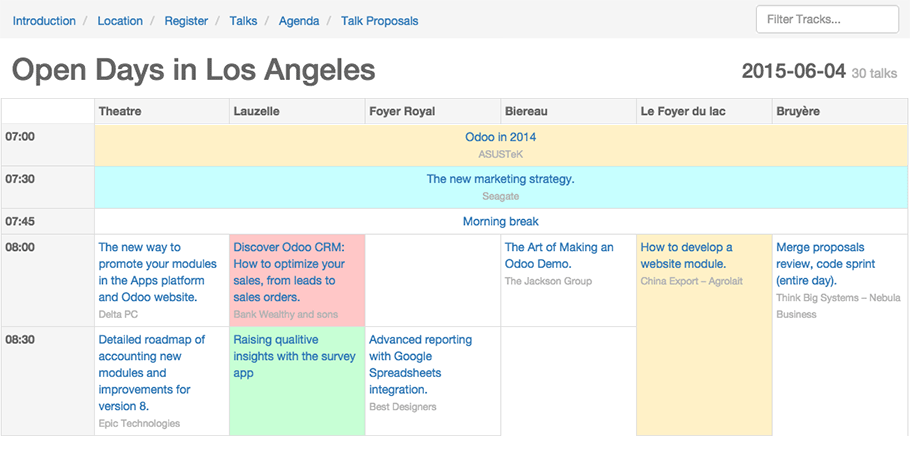 Introduction / Location / Register / Talks / Agenda / Talk Proposals
Filter Tracks...
Open Days in Los Angeles
2015-06-04 30 talks
Theatre Lauzelle Foyer Royal Biereau Le Foyer du lac Bruyère
07:00
Odoo in 2014
ASUSTeK
07:30
The new marketing strategy.
Seagate
07:45
Morning break
08:00
The new way to
promote your modules
in the Apps platform
and Odoo website.
Delta PC
Discover Odoo CRM:
How to optimize your
sales, from leads to
sales orders.
Bank Wealthy and sons
The Art of Making an
Odoo Demo.
The Jackson Group
How to develop a
website module.
China Export – Agrolait
Merge proposals
review, code sprint
(entire day).
Think Big Systems – Nebula
Business
08:30
Detailed roadmap of
accounting new
modules and
improvements for
version 8.
Epic Technologies
Raising qualitive
insights with the survey
app
Advanced reporting
with Google
Spreadsheets
integration.
Best Designers